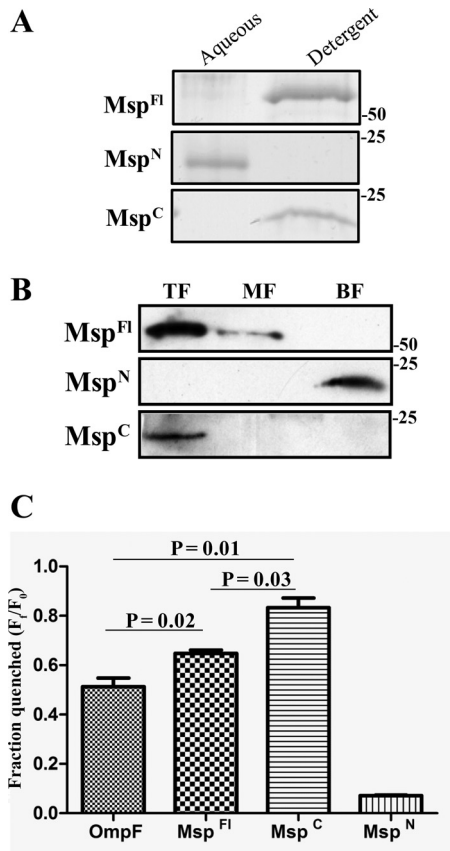 A
Aqueous Detergent
Msp^Fl -50
-25
Msp^N
-25
Msp^C
B
TF MF BF
Msp^Fl -50
-25
Msp^N
-25
Msp^C
C
P = 0.01
P = 0.03
P = 0.02
Fraction quenched (F_i/F_0)
1.0
0.8
0.6
0.4
0.2
0.0
OmpF Msp^Fl Msp^C Msp^N